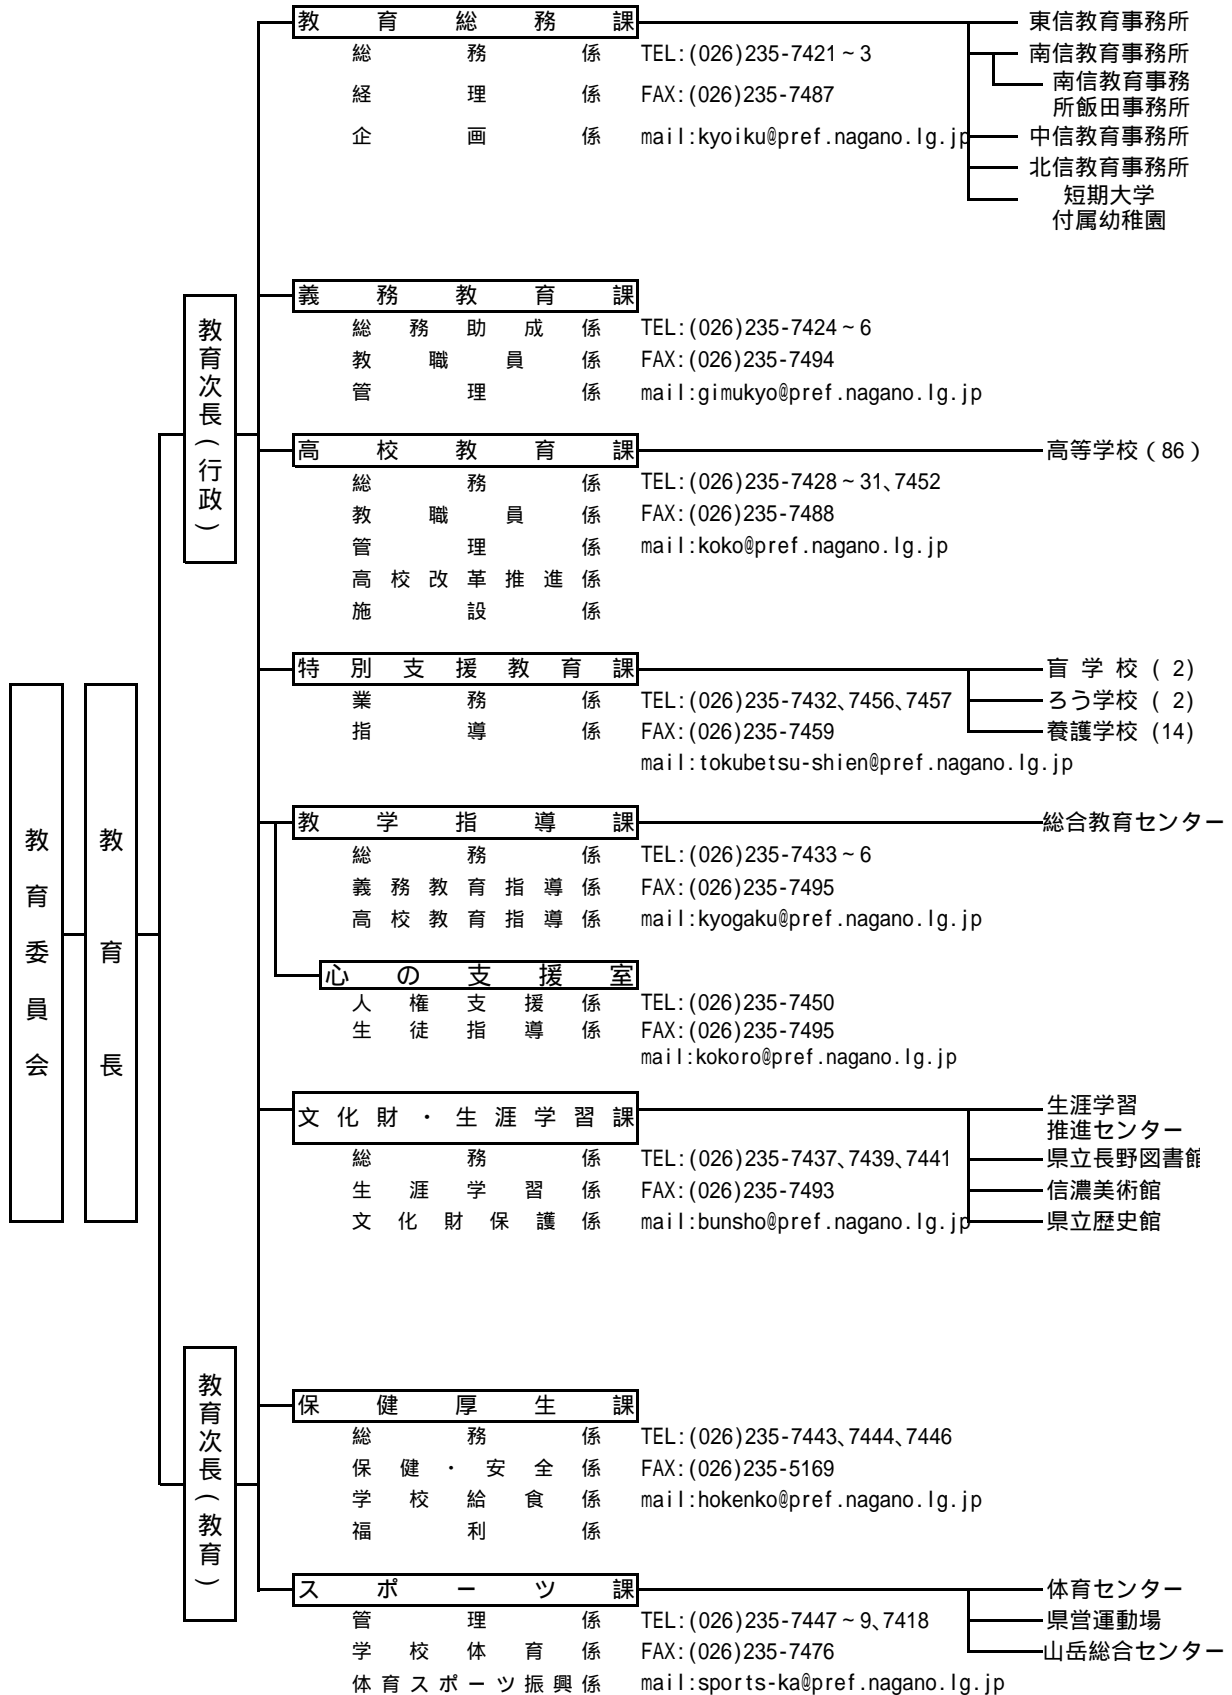 教育委員会
教育長
教育次長(行政)
教育次長(教育)
教育総務課
総務係 TEL:(026)235-7421~3
経理係 FAX:(026)235-7487
企画係 mail:kyoiku@pref.nagano.lg.jp
東信教育事務所
南信教育事務所
南信教育事務
所飯田事務所
中信教育事務所
北信教育事務所
短期大学
付属幼稚園
義務教育課
総務助成係 TEL:(026)235-7424~6
教職員係 FAX:(026)235-7494
管理係 mail:gimukyo@pref.nagano.lg.jp
高校教育課 高等学校(86)
総務係 TEL:(026)235-7428~31、7452
教職員係 FAX:(026)235-7488
管理係 mail:koko@pref.nagano.lg.jp
高校改革推進係
施設係
特別支援教育課 盲学校( 2)
業務係 TEL:(026)235-7432、7456、7457 ろう学校( 2)
指導係 FAX:(026)235-7459 養護学校(14)
mail:tokubetsu-shien@pref.nagano.lg.jp
教学指導課 総合教育センター
総務係 TEL:(026)235-7433~6
義務教育指導係 FAX:(026)235-7495
高校教育指導係 mail:kyogaku@pref.nagano.lg.jp
心の支援室
人権支援係 TEL:(026)235-7450
生徒指導係 FAX:(026)235-7495
mail:kokoro@pref.nagano.lg.jp
文化財・生涯学習課
生涯学習
推進センター
総務係 TEL:(026)235-7437、7439、7441 県立長野図書館
生涯学習係 FAX:(026)235-7493 信濃美術館
文化財保護係 mail:bunsho@pref.nagano.lg.jp 県立歴史館
保健厚生課
総務係 TEL:(026)235-7443、7444、7446
保健・安全係 FAX:(026)235-5169
学校給食係 mail:hokenko@pref.nagano.lg.jp
福利係
スポーツ課 体育センター
管理係 TEL:(026)235-7447~9、7418 県営運動場
学校体育係 FAX:(026)235-7476 山岳総合センター
体育スポーツ振興係 mail:sports-ka@pref.nagano.lg.jp